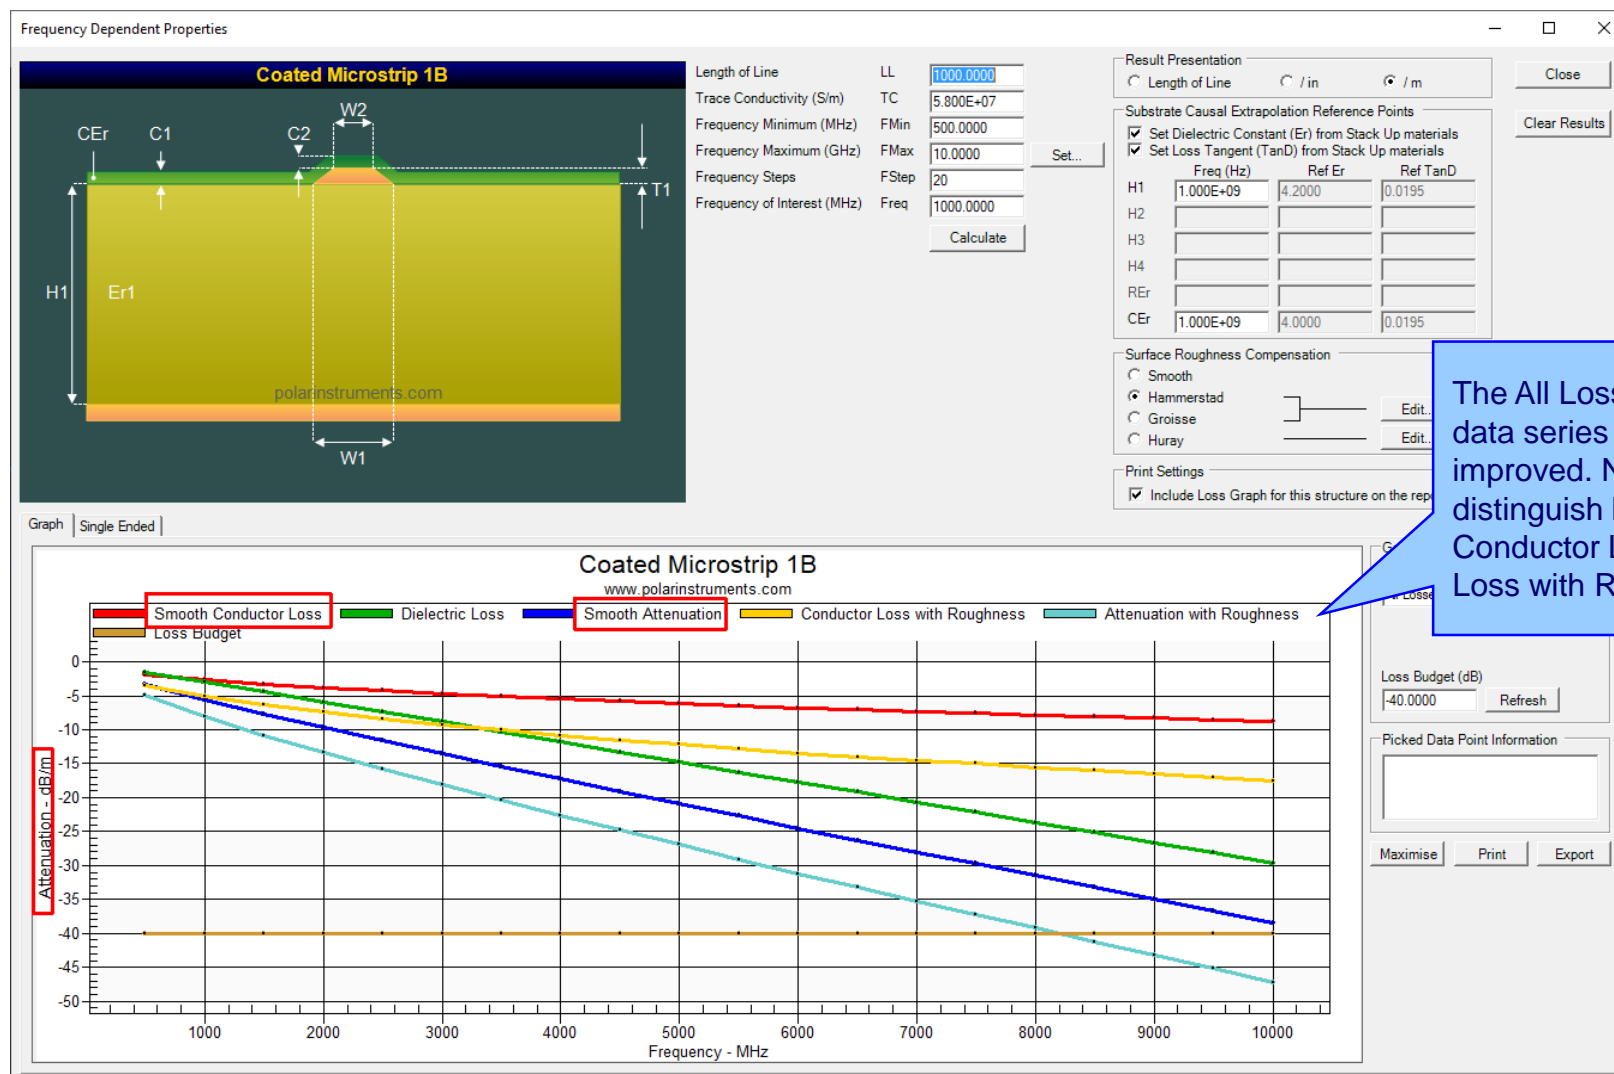 Frequency Dependent Properties
Coated Microstrip 1B
W2
CEr C1 C2
T1
H1 Er1
polarinstruments.com
W1
Length of Line LL 1000.0000
Trace Conductivity (S/m) TC 5.800E+07
Frequency Minimum (MHz) FMin 500.0000
Frequency Maximum (GHz) FMax 10.0000 Set...
Frequency Steps FStep 20
Frequency of Interest (MHz) Freq 1000.0000
Calculate
Result Presentation
Length of Line / in / m
Close
Clear Results
Substrate Causal Extrapolation Reference Points
Set Dielectric Constant (Er) from Stack Up materials
Set Loss Tangent (TanD) from Stack Up materials
Freq (Hz) Ref Er Ref TanD
H1 1.000E+09 4.2000 0.0195
H2
H3
H4
REr
CEr 1.000E+09 4.0000 0.0195
Surface Roughness Compensation
Smooth
Hammerstad Edit..
Groisse
Huray Edit..
Print Settings
Include Loss Graph for this structure on the rep
The All Loss
data series
improved. N
distinguish
Conductor L
Loss with R
Graph Single Ended
Coated Microstrip 1B
www.polarinstruments.com
Smooth Conductor Loss Dielectric Loss Smooth Attenuation Conductor Loss with Roughness Attenuation with Roughness
Loss Budget
0
-5
-10
-15
-20
-25
-30
-35
-40
-45
-50
Attenuation - dB/m
1000 2000 3000 4000 5000 6000 7000 8000 9000 10000
Frequency - MHz
Loss Budget (dB)
-40.0000 Refresh
Picked Data Point Information
Maximise Print Export